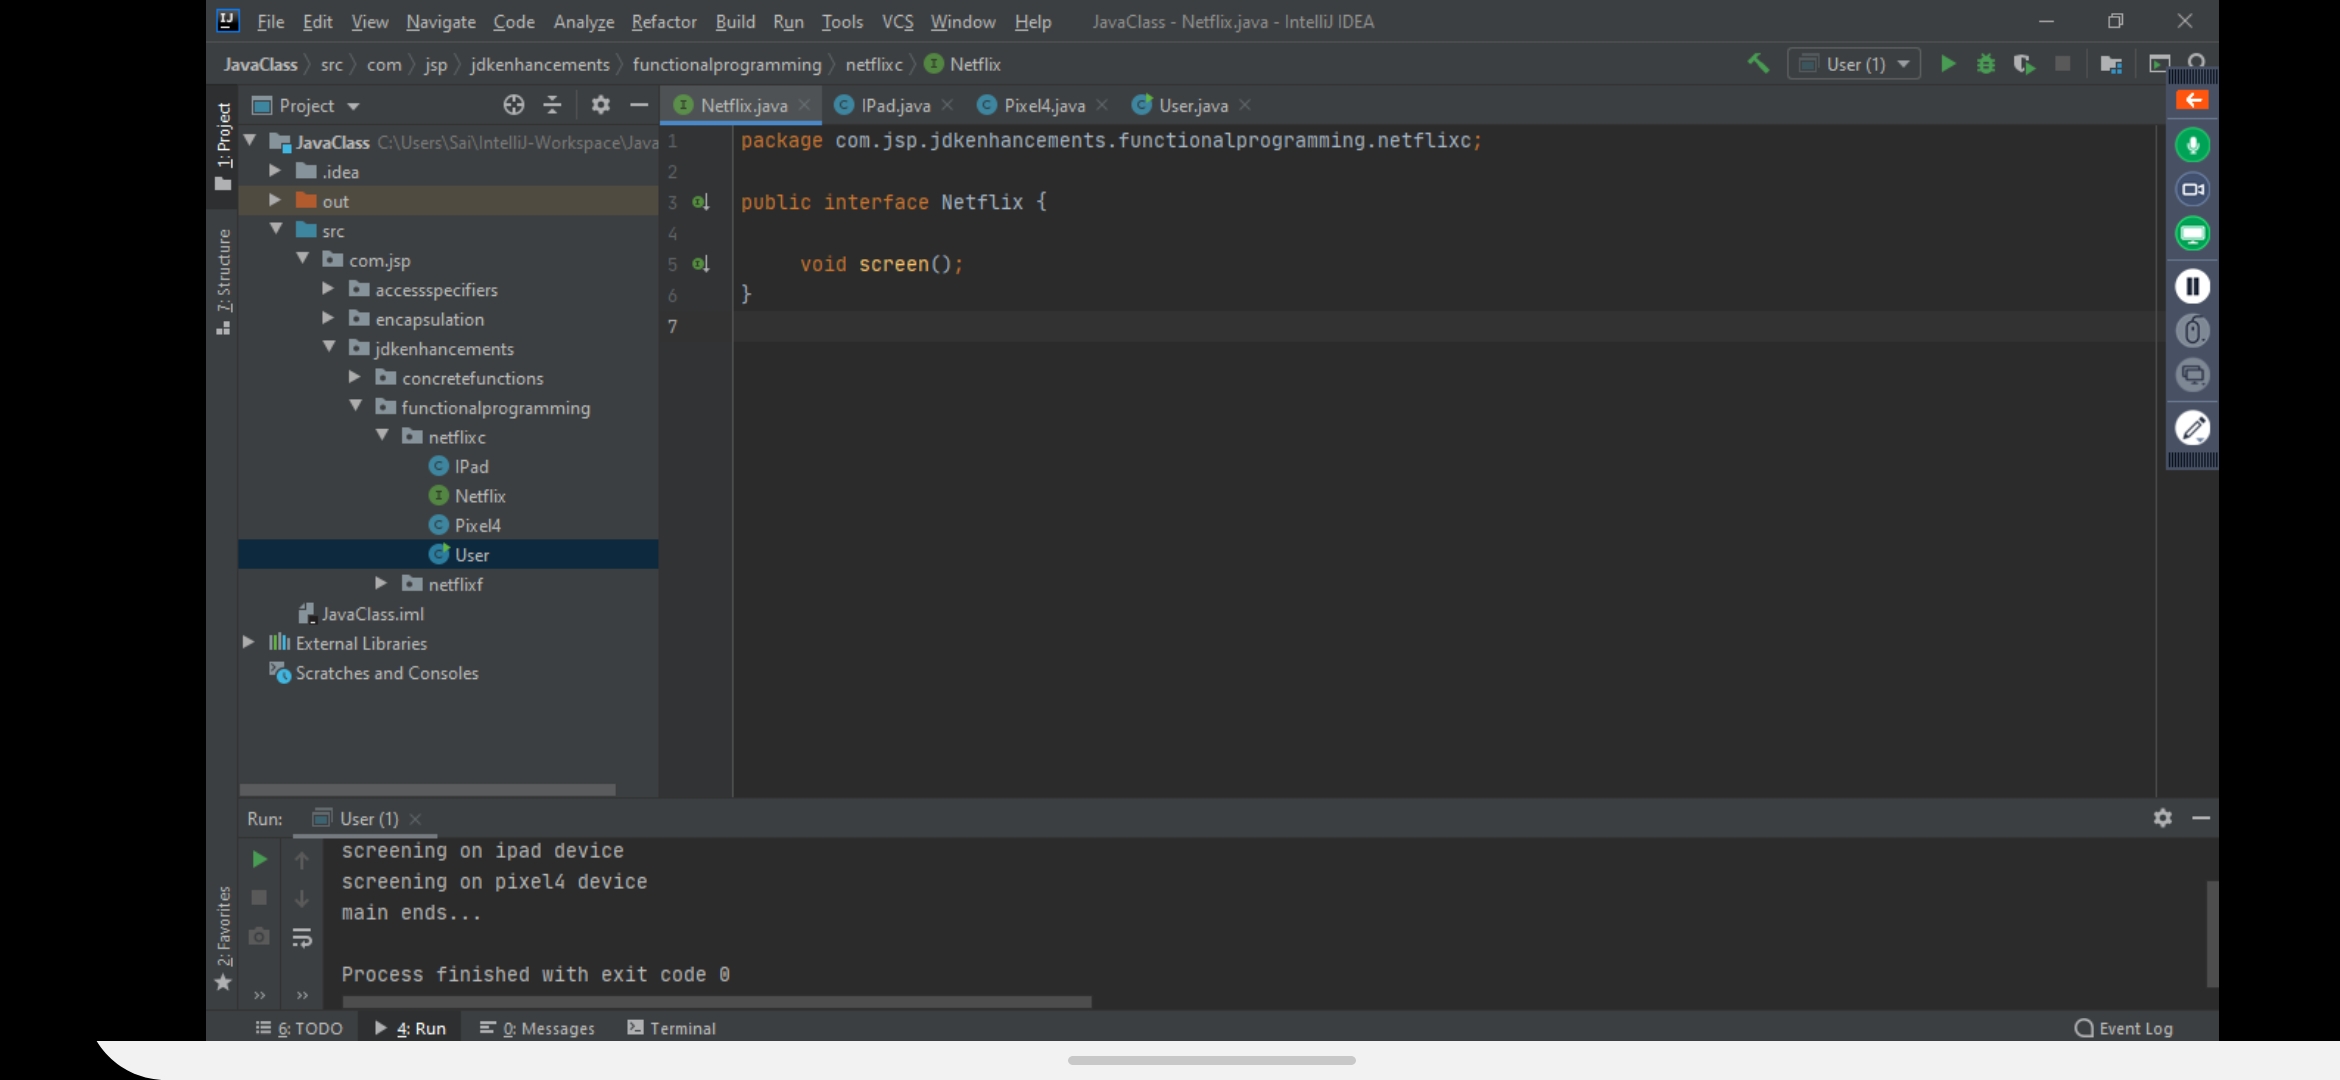 File Edit View Navigate Code Analyze Refactor Build Run Tools VCS Window Help JavaClass - Netflix.java - IntelliJ IDEA
JavaClass src com jsp jdkenhancements functionalprogramming netflixc Netflix User (1)
Project
Netflix.java IPad.java Pixel4.java User.java
1: Project
7: Structure
2: Favorites
JavaClass C:\Users\Sai\IntelliJ-Workspace\Java
.idea
out
src
com.jsp
accessspecifiers
encapsulation
jdkenhancements
concretefunctions
functionalprogramming
netflixc
IPad
Netflix
Pixel4
User
netflixf
JavaClass.iml
External Libraries
Scratches and Consoles
1 package com.jsp.jdkenhancements.functionalprogramming.netflixc;
2
3 public interface Netflix {
4
5 void screen();
6 }
7
Run: User (1)
screening on ipad device
screening on pixel4 device
main ends...
Process finished with exit code 0
6: TODO 4: Run 0: Messages Terminal Event Log